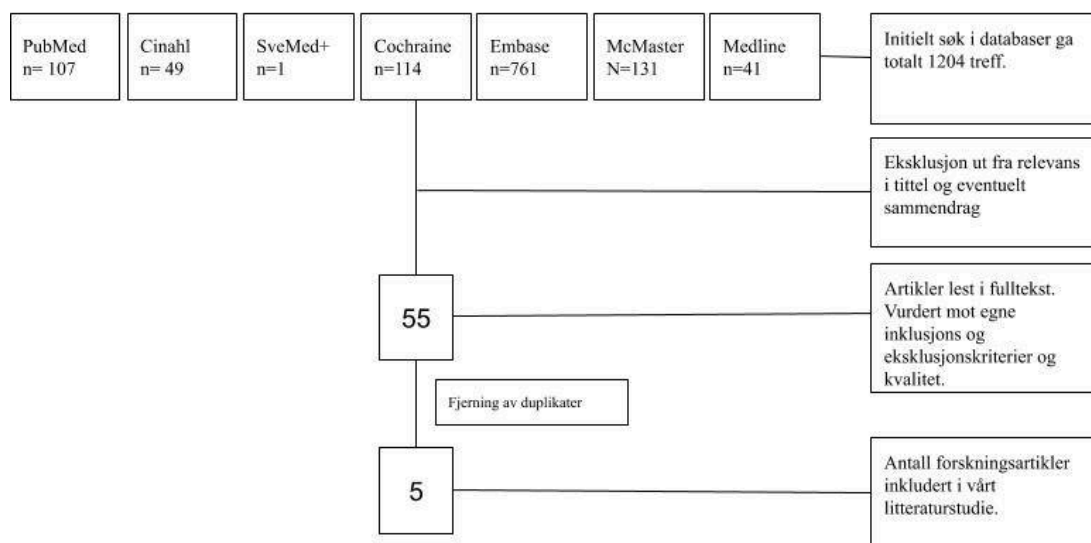 PubMed
n= 107
Cinahl
n= 49
SveMed+
n=1
Cochraine
n=114
Embase
n=761
McMaster
N=131
Medline
n=41
Initielt søk i databaser ga
totalt 1204 treff.
Eksklusjon ut fra relevans
i tittel og eventuelt
sammendrag
55
Artikler lest i fulltekst.
Vurdert mot egne
inklusjons og
eksklusjonskriterier og
kvalitet.
Fjerning av duplikater
5
Antall forskningsartikler
inkludert i vårt
litteraturstudie.